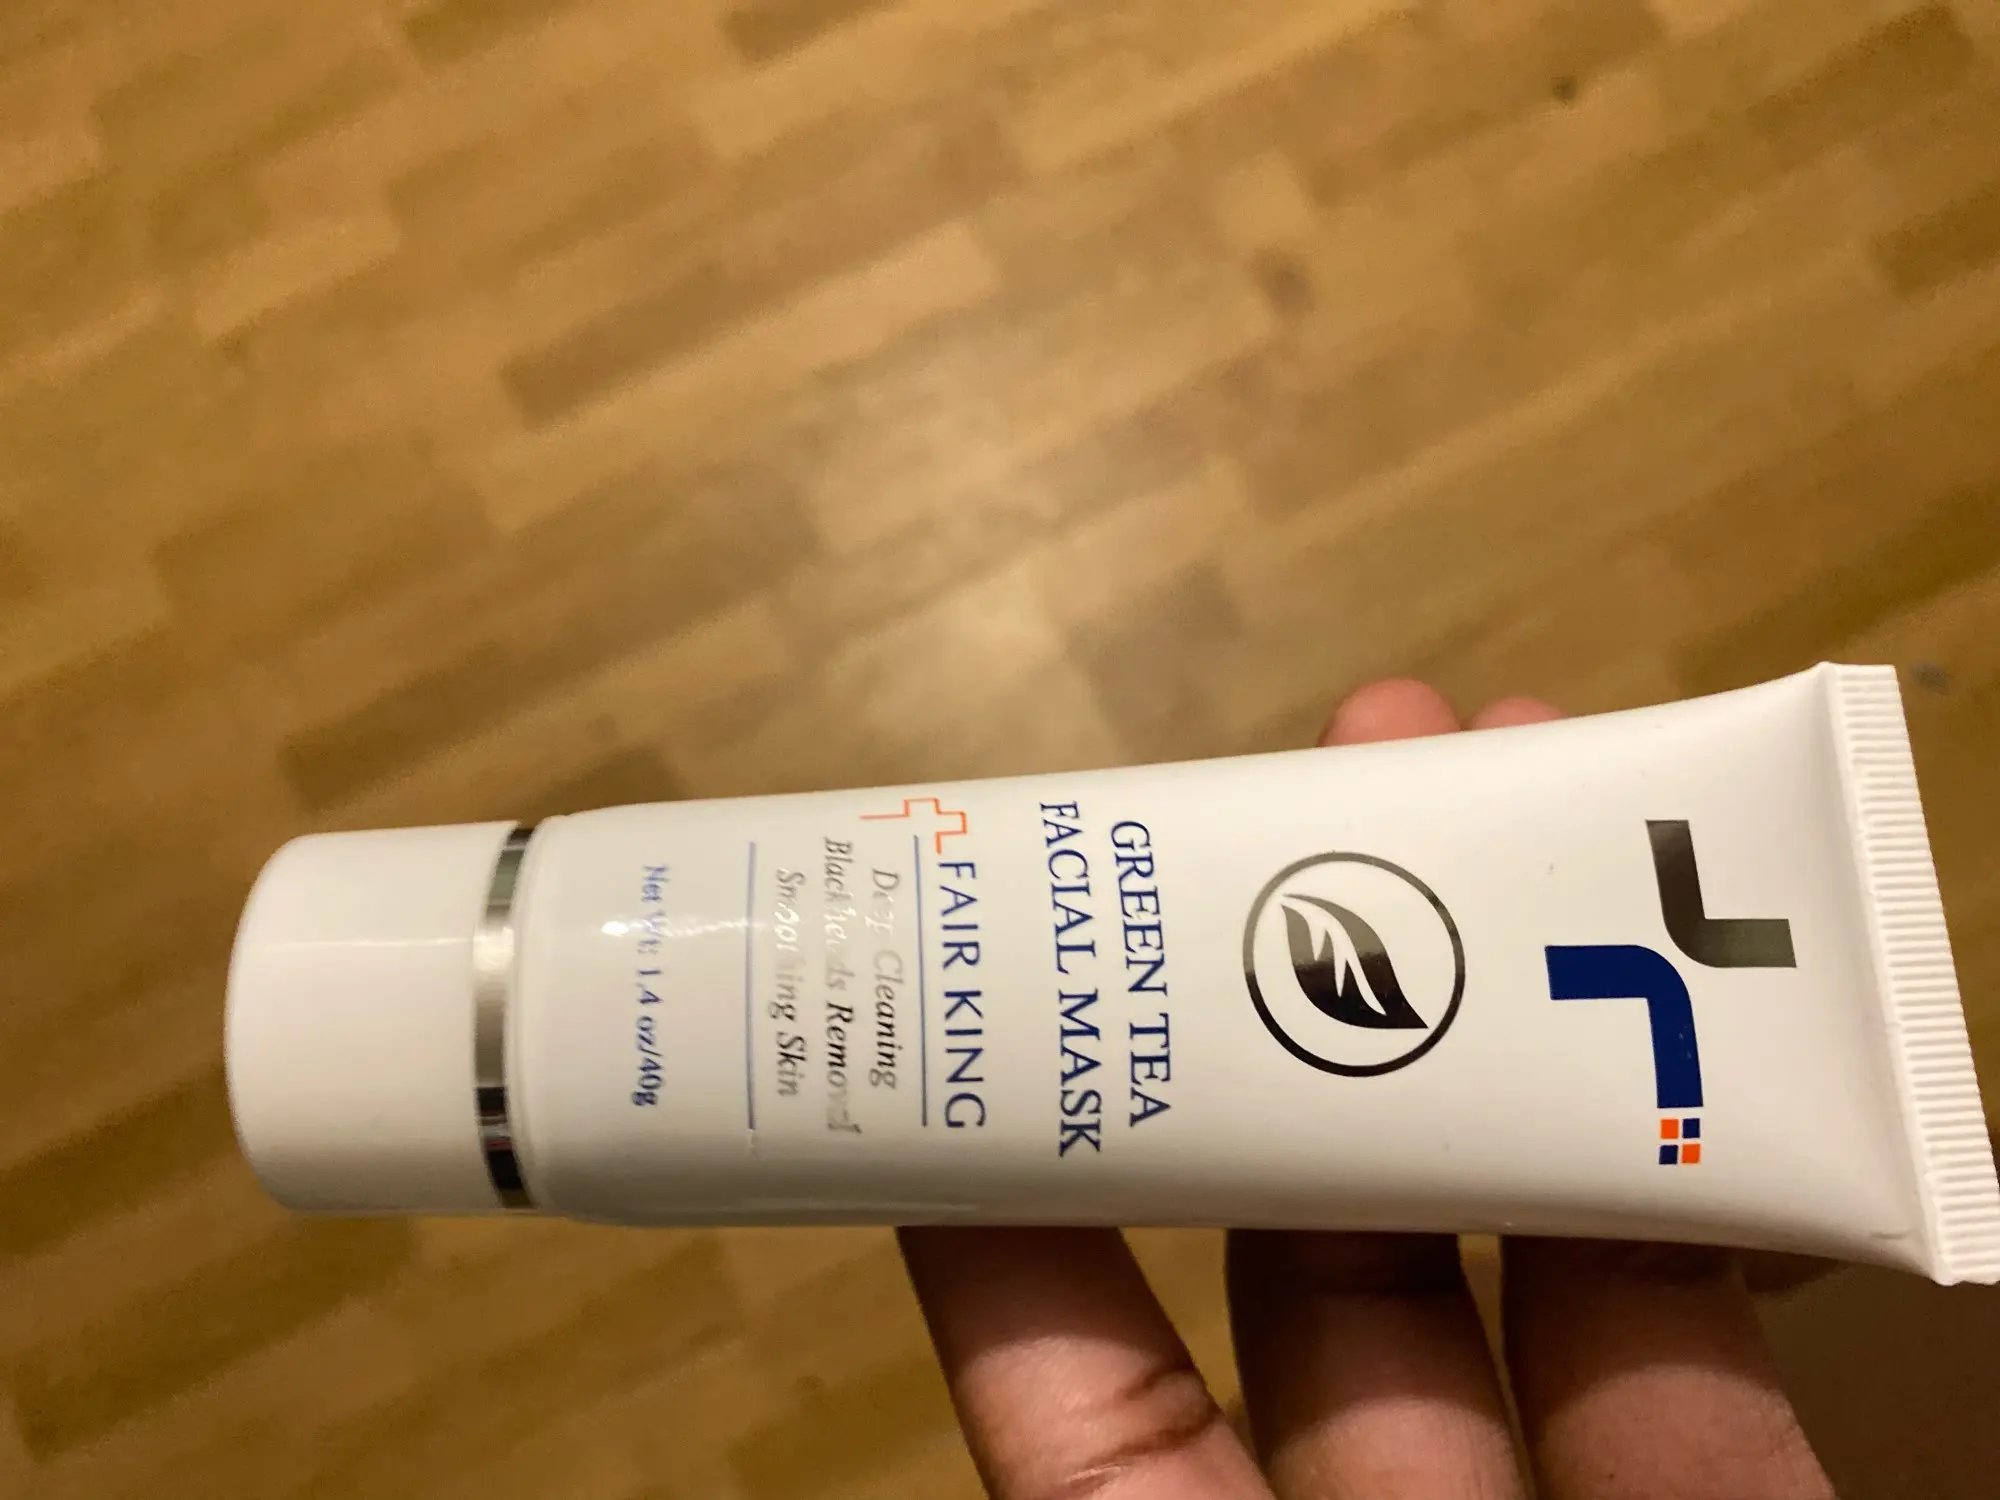 GREEN TEA
FACIAL MASK
FAIR KING
Deep Cleaning
Blackheads Removal
Smoothing Skin
Net Wt: 1.4 oz/40g